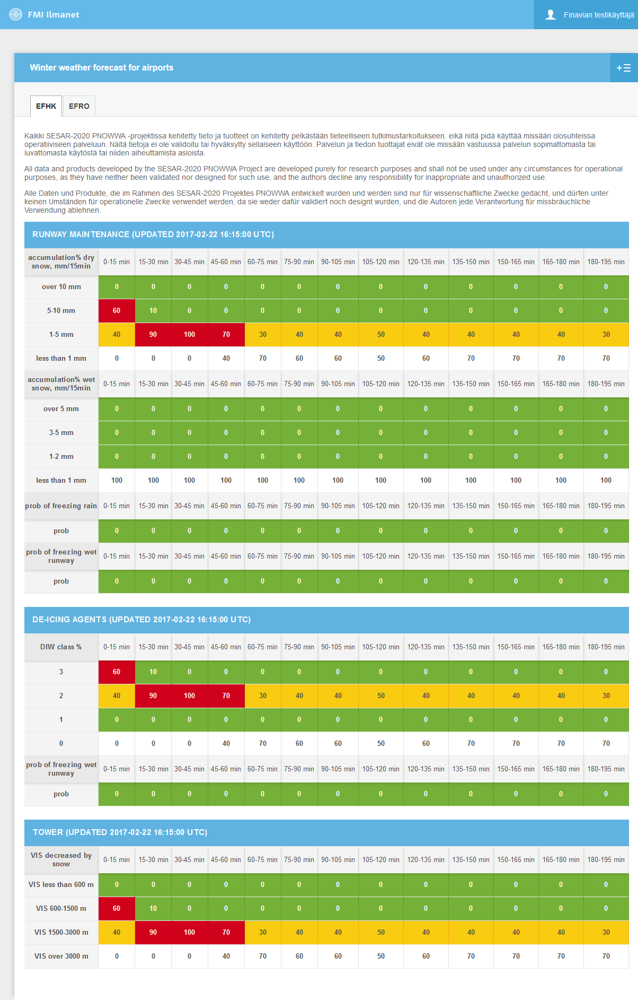 FMI Ilmanet
Finavian testikäyttäjä
Winter weather forecast for airports
EFHK EFRO
Kaikki SESAR-2020 PNOWWA -projektissa kehitetty tieto ja tuotteet on kehitetty pelkästään tieteelliseen tutkimustarkoitukseen. eikä niitä pidä käyttää missään olosuhteissa
operatiiviseen palveluun. Näitä tietoja ei ole validoitu tai hyväksytty sellaiseen käyttöön. Palvelun ja tiedon tuottajat eivät ole missään vastuussa palvelun sopimattomasta tai
luvattomasta käytöstä tai niiden aiheuttamista asioista.
All data and products developed by the SESAR-2020 PNOWWA Project are developed purely for research purposes and shall not be used under any circumstances for operational
purposes, as they have neither been validated nor designed for such use, and the authors decline any responsibility for inappropriate and unauthorized use.
Alle Daten und Produkte, die im Rahmen des SESAR-2020 Projektes PNOWWA entwickelt wurden und werden sind nur für wissenschaftliche Zwecke gedacht, und dürfen unter
keinen Umständen für operationelle Zwecke verwendet werden, da sie weder dafür validiert noch designt wurden, und die Autoren jede Verantwortung für missbräuchliche
Verwendung ablehnen.
RUNWAY MAINTENANCE (UPDATED 2017-02-22 16:15:00 UTC)
accumulation% dry
snow, mm/15min 0-15 min 15-30 min 30-45 min 45-60 min 60-75 min 75-90 min 90-105 min 105-120 min 120-135 min 135-150 min 150-165 min 165-180 min 180-195 min
over 10 mm 0 0 0 0 0 0 0 0 0 0 0 0 0
5-10 mm 60 10 0 0 0 0 0 0 0 0 0 0 0
1-5 mm 40 90 100 70 30 40 40 50 40 40 40 40 30
less than 1 mm 0 0 0 40 70 60 60 50 60 70 70 70 70
accumulation% wet
snow, mm/15min 0-15 min 15-30 min 30-45 min 45-60 min 60-75 min 75-90 min 90-105 min 105-120 min 120-135 min 135-150 min 150-165 min 165-180 min 180-195 min
over 5 mm 0 0 0 0 0 0 0 0 0 0 0 0 0
3-5 mm 0 0 0 0 0 0 0 0 0 0 0 0 0
1-2 mm 0 0 0 0 0 0 0 0 0 0 0 0 0
less than 1 mm 100 100 100 100 100 100 100 100 100 100 100 100 100
prob of freezing rain 0-15 min 15-30 min 30-45 min 45-60 min 60-75 min 75-90 min 90-105 min 105-120 min 120-135 min 135-150 min 150-165 min 165-180 min 180-195 min
prob 0 0 0 0 0 0 0 0 0 0 0 0 0
prob of freezing wet
runway 0-15 min 15-30 min 30-45 min 45-60 min 60-75 min 75-90 min 90-105 min 105-120 min 120-135 min 135-150 min 150-165 min 165-180 min 180-195 min
prob 0 0 0 0 0 0 0 0 0 0 0 0 0
DE-ICING AGENTS (UPDATED 2017-02-22 16:15:00 UTC)
DIW class % 0-15 min 15-30 min 30-45 min 45-60 min 60-75 min 75-90 min 90-105 min 105-120 min 120-135 min 135-150 min 150-165 min 165-180 min 180-195 min
3 60 10 0 0 0 0 0 0 0 0 0 0 0
2 40 90 100 70 30 40 40 50 40 40 40 40 30
1 0 0 0 0 0 0 0 0 0 0 0 0 0
0 0 0 0 40 70 60 60 50 60 70 70 70 70
prob of freezing wet
runway 0-15 min 15-30 min 30-45 min 45-60 min 60-75 min 75-90 min 90-105 min 105-120 min 120-135 min 135-150 min 150-165 min 165-180 min 180-195 min
prob 0 0 0 0 0 0 0 0 0 0 0 0 0
TOWER (UPDATED 2017-02-22 16:15:00 UTC)
VIS decreased by
snow 0-15 min 15-30 min 30-45 min 45-60 min 60-75 min 75-90 min 90-105 min 105-120 min 120-135 min 135-150 min 150-165 min 165-180 min 180-195 min
VIS less than 600 m 0 0 0 0 0 0 0 0 0 0 0 0 0
VIS 600-1500 m 60 10 0 0 0 0 0 0 0 0 0 0 0
VIS 1500-3000 m 40 90 100 70 30 40 40 50 40 40 40 40 30
VIS over 3000 m 0 0 0 40 70 60 60 50 60 70 70 70 70